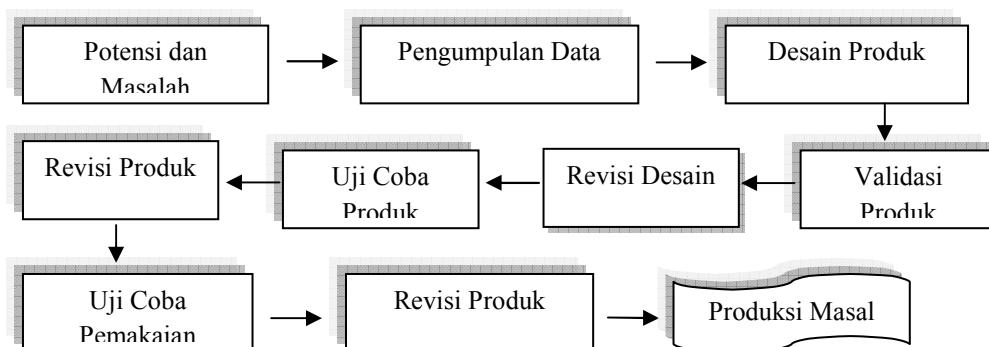 Potensi dan
Masalah
Pengumpulan Data
Desain Produk
Validasi
Produk
Revisi Desain
Uji Coba
Produk
Revisi Produk
Uji Coba
Pemakaian
Revisi Produk
Produksi Masal